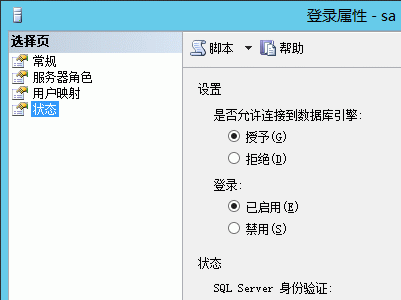 登录属性 - sa
选择页
常规
服务器角色
用户映射
状态
脚本 帮助
设置
是否允许连接到数据库引擎:
授予(G)
拒绝(D)
登录:
已启用(E)
禁用(S)
状态
SQL Server 身份验证: